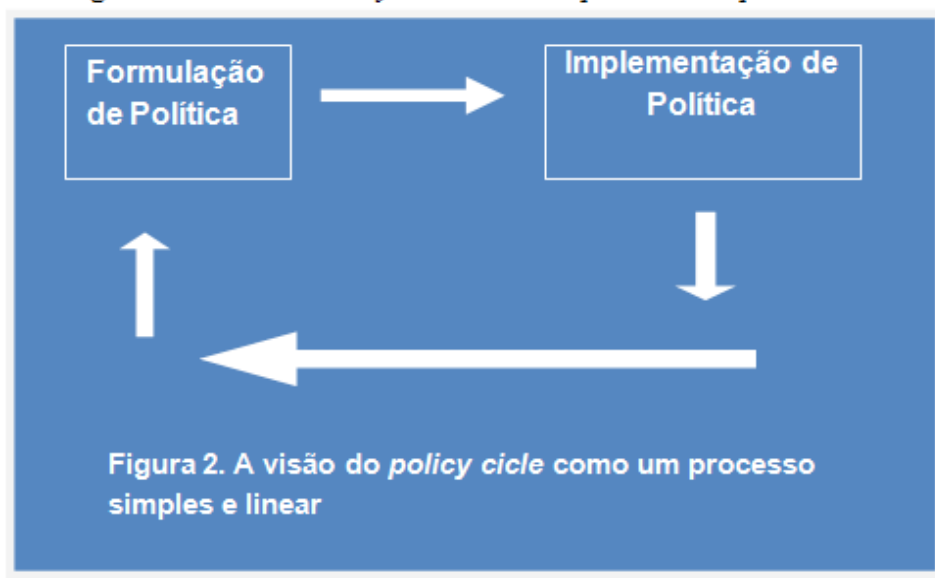 Formulação
de Política
Implementação de
Política
Figura 2. A visão do policy cicle como um processo
simples e linear